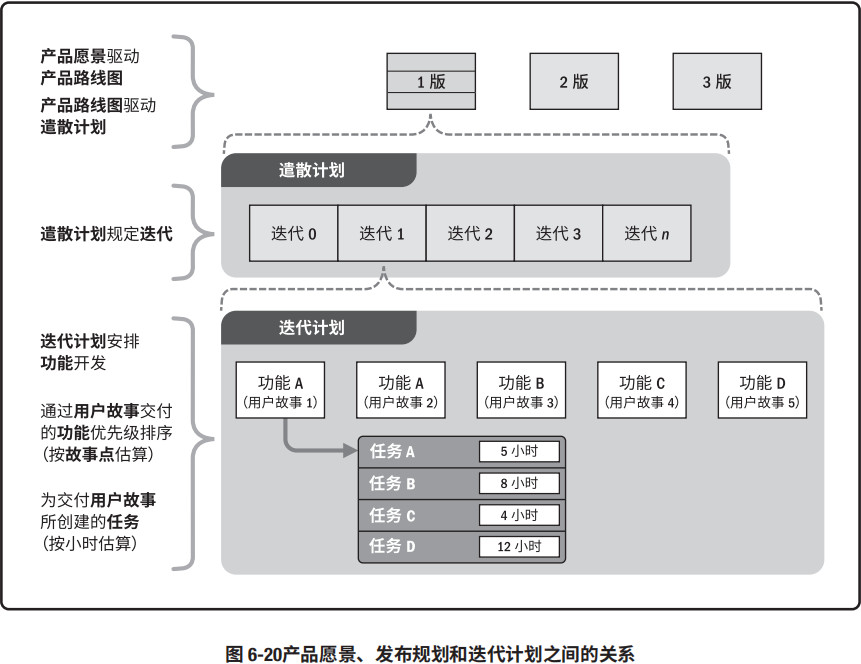 产品愿景驱动
产品路线图
产品路线图驱动
遣散计划
1 版
2 版
3 版
遣散计划
遣散计划规定迭代
迭代 0
迭代 1
迭代 2
迭代 3
迭代 n
迭代计划
迭代计划安排
功能开发
通过用户故事交付
的功能优先级排序
（按故事点估算）
为交付用户故事
所创建的任务
（按小时估算）
功能 A
（用户故事 1）
功能 A
（用户故事 2）
功能 B
（用户故事 3）
功能 C
（用户故事 4）
功能 D
（用户故事 5）
任务 A
5 小时
任务 B
8 小时
任务 C
4 小时
任务 D
12 小时
图 6-20产品愿景、发布规划和迭代计划之间的关系